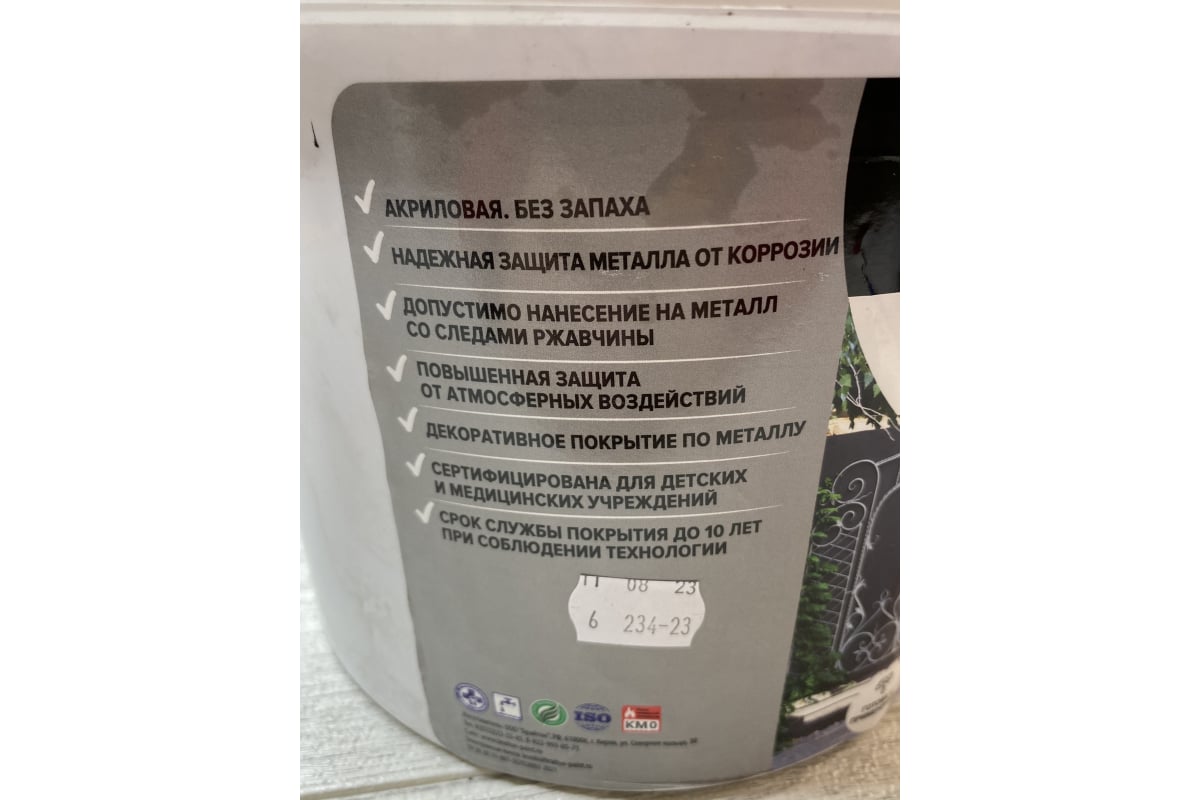 АКРИЛОВАЯ. БЕЗ ЗАПАХА
НАДЕЖНАЯ ЗАЩИТА МЕТАЛЛА ОТ КОРРОЗИИ
ДОПУСТИМО НАНЕСЕНИЕ НА МЕТАЛЛ
СО СЛЕДАМИ РЖАВЧИНЫ
ПОВЫШЕННАЯ ЗАЩИТА
ОТ АТМОСФЕРНЫХ ВОЗДЕЙСТВИЙ
ДЕКОРАТИВНОЕ ПОКРЫТИЕ ПО МЕТАЛЛУ
СЕРТИФИЦИРОВАНА ДЛЯ ДЕТСКИХ
И МЕДИЦИНСКИХ УЧРЕЖДЕНИЙ
СРОК СЛУЖБЫ ПОКРЫТИЯ ДО 10 ЛЕТ
ПРИ СОБЛЮДЕНИИ ТЕХНОЛОГИИ
11 08 23
6 234-23
ISO
КМ0